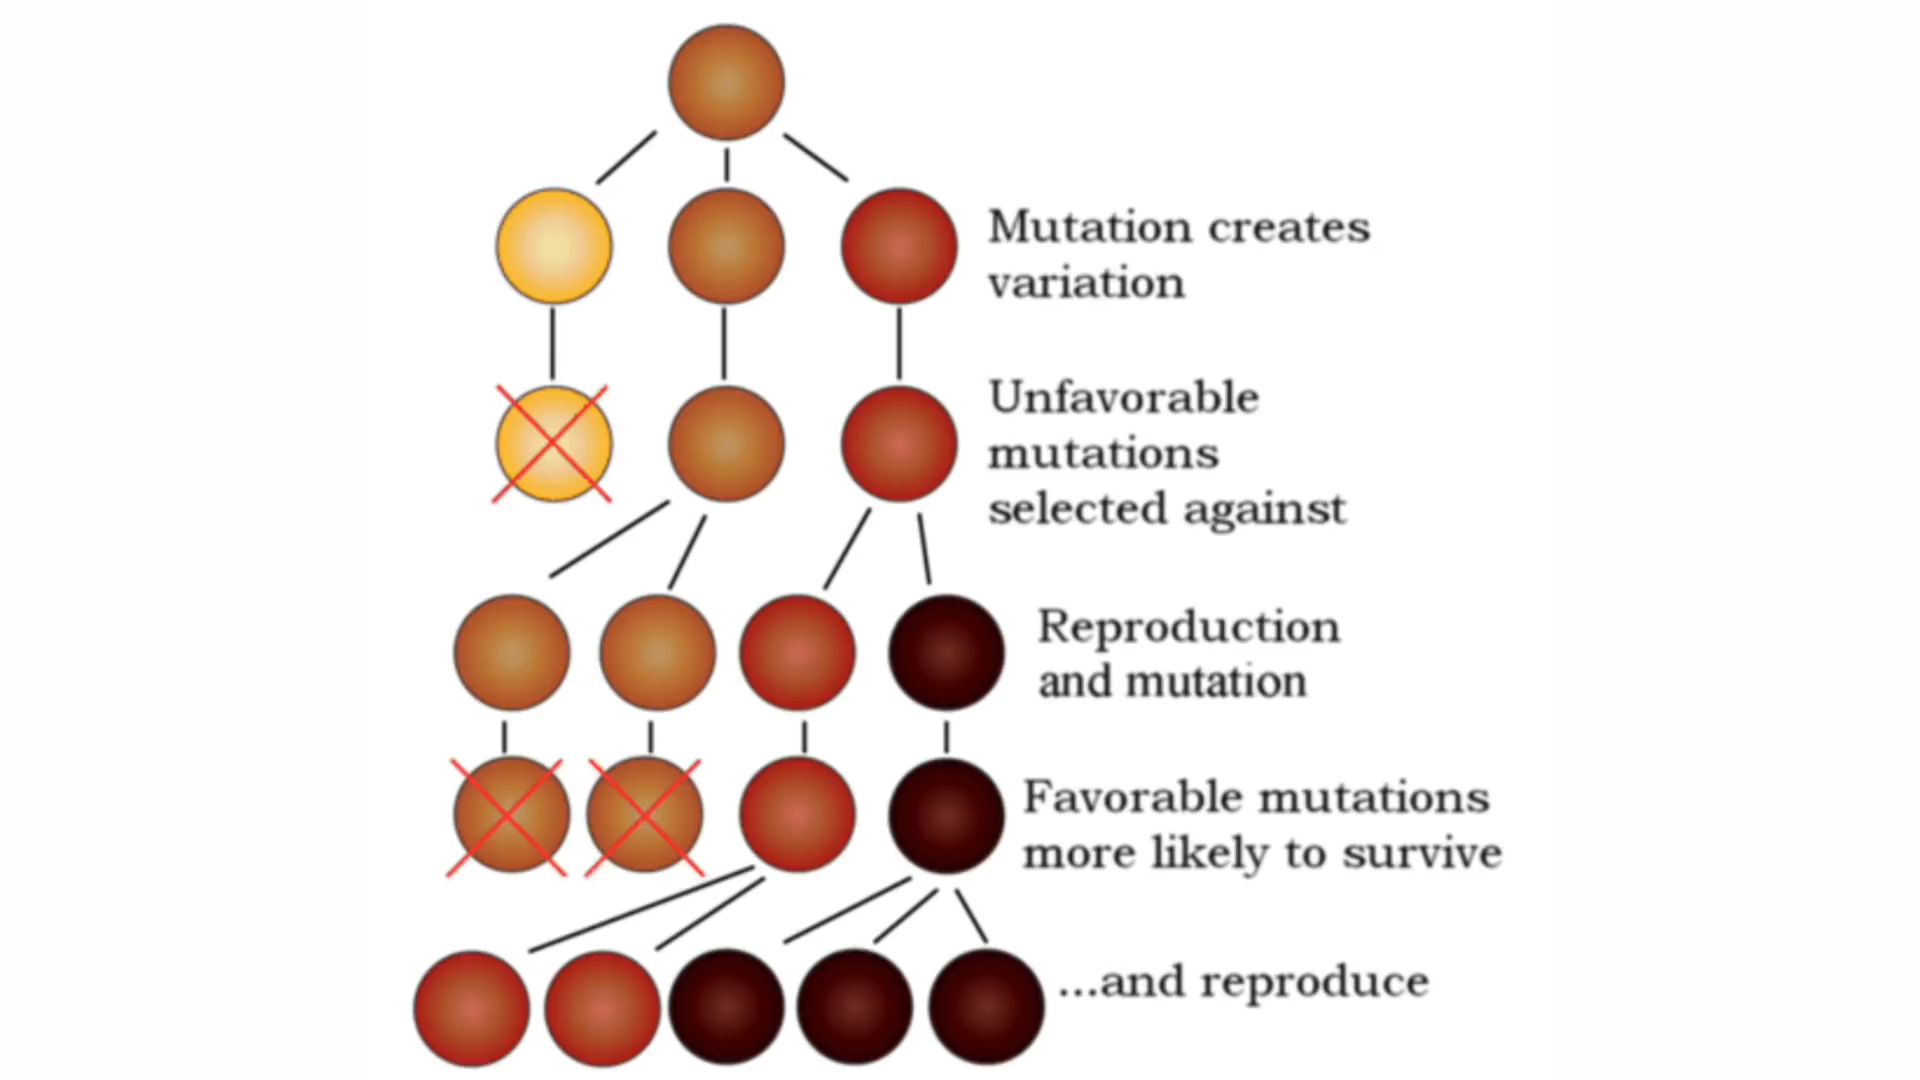 Mutation creates
variation
Unfavorable
mutations
selected against
Reproduction
and mutation
Favorable mutations
more likely to survive
...and reproduce